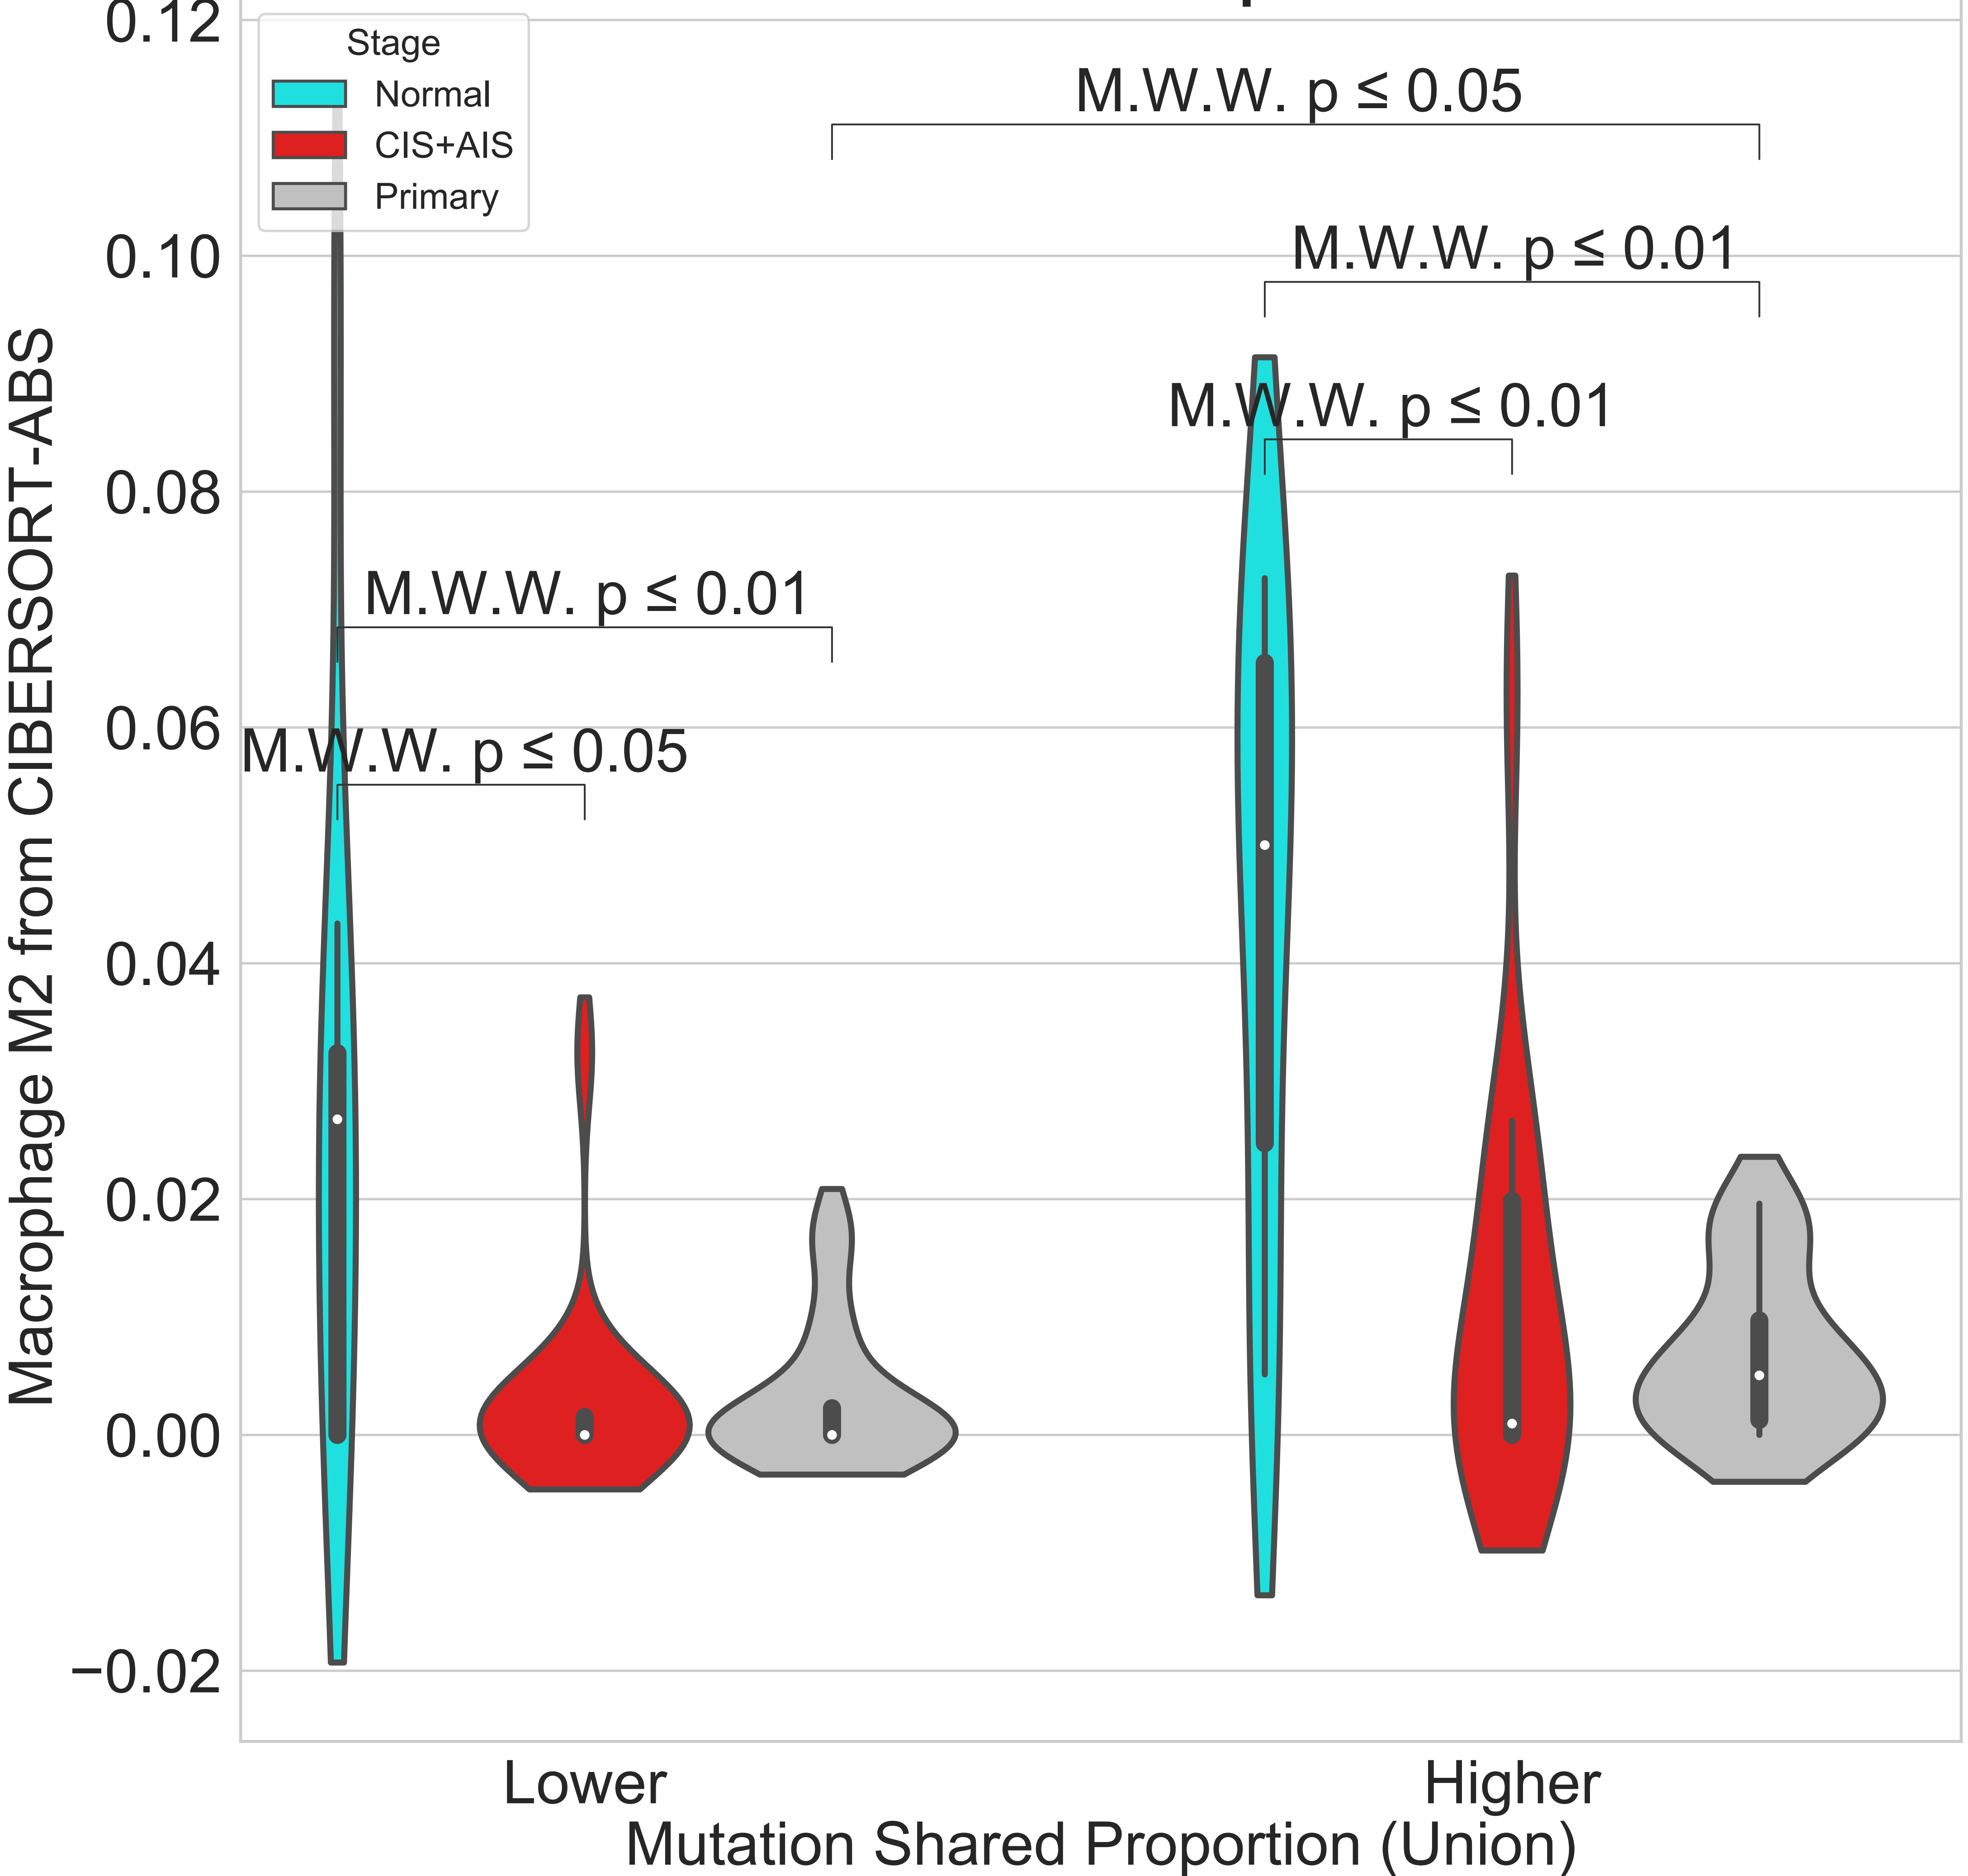 0.12
Stage
Normal
CIS+AIS
Primary
M.W.W. p ≤ 0.05
0.10
M.W.W. p ≤ 0.01
M.W.W. p ≤ 0.01
0.08
M.W.W. p ≤ 0.01
0.06
M.W.W. p ≤ 0.05
0.04
0.02
0.00
−0.02
Macrophage M2 from CIBERSORT-ABS
Lower
Higher
Mutation Shared Proportion (Union)